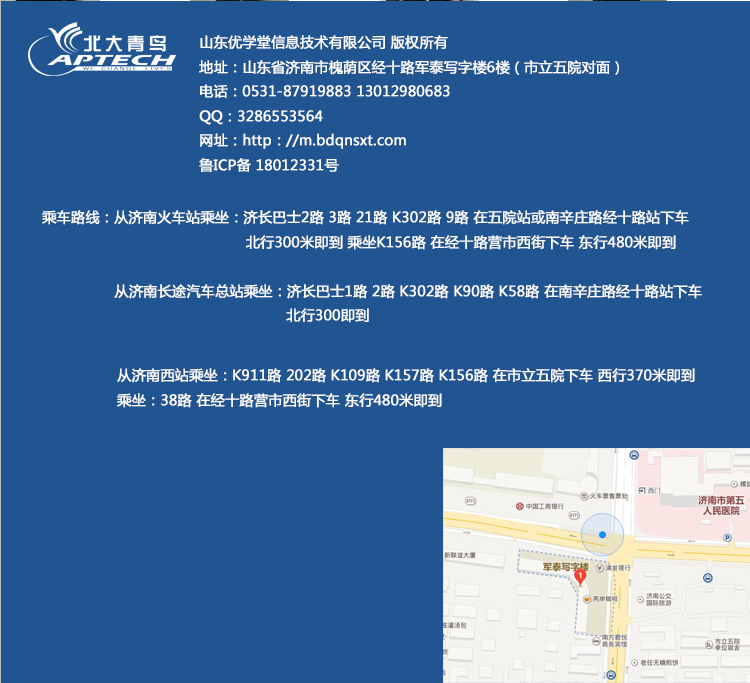 北大青鸟
APTECH
WE CHANGE LIVES
山东优学堂信息技术有限公司 版权所有
地址：山东省济南市槐荫区经十路军泰写字楼6楼（市立五院对面）
电话：0531-87919883 13012980683
QQ：3286553564
网址：http：//m.bdqnsxt.com
鲁ICP备 18012331号
乘车路线：从济南火车站乘坐：济长巴士2路 3路 21路 K302路 9路 在五院站或南辛庄路经十路站下车
北行300米即到 乘坐K156路 在经十路营市西街下车 东行480米即到
从济南长途汽车总站乘坐：济长巴士1路 2路 K302路 K90路 K58路 在南辛庄路经十路站下车
北行300即到
从济南西站乘坐：K911路 202路 K109路 K157路 K156路 在市立五院下车 西行370米即到
乘坐：38路 在经十路营市西街下车 东行480米即到
火车票售票处
西门
济南市第五
人民医院
中国工商银行
新联谊大厦
军泰写字楼
浦发银行
1
两岸咖啡
济南公交
国际旅游
灌汤包
南方君悦
商务宾馆
市立五院
单位宿舍
老任无糖煎饼